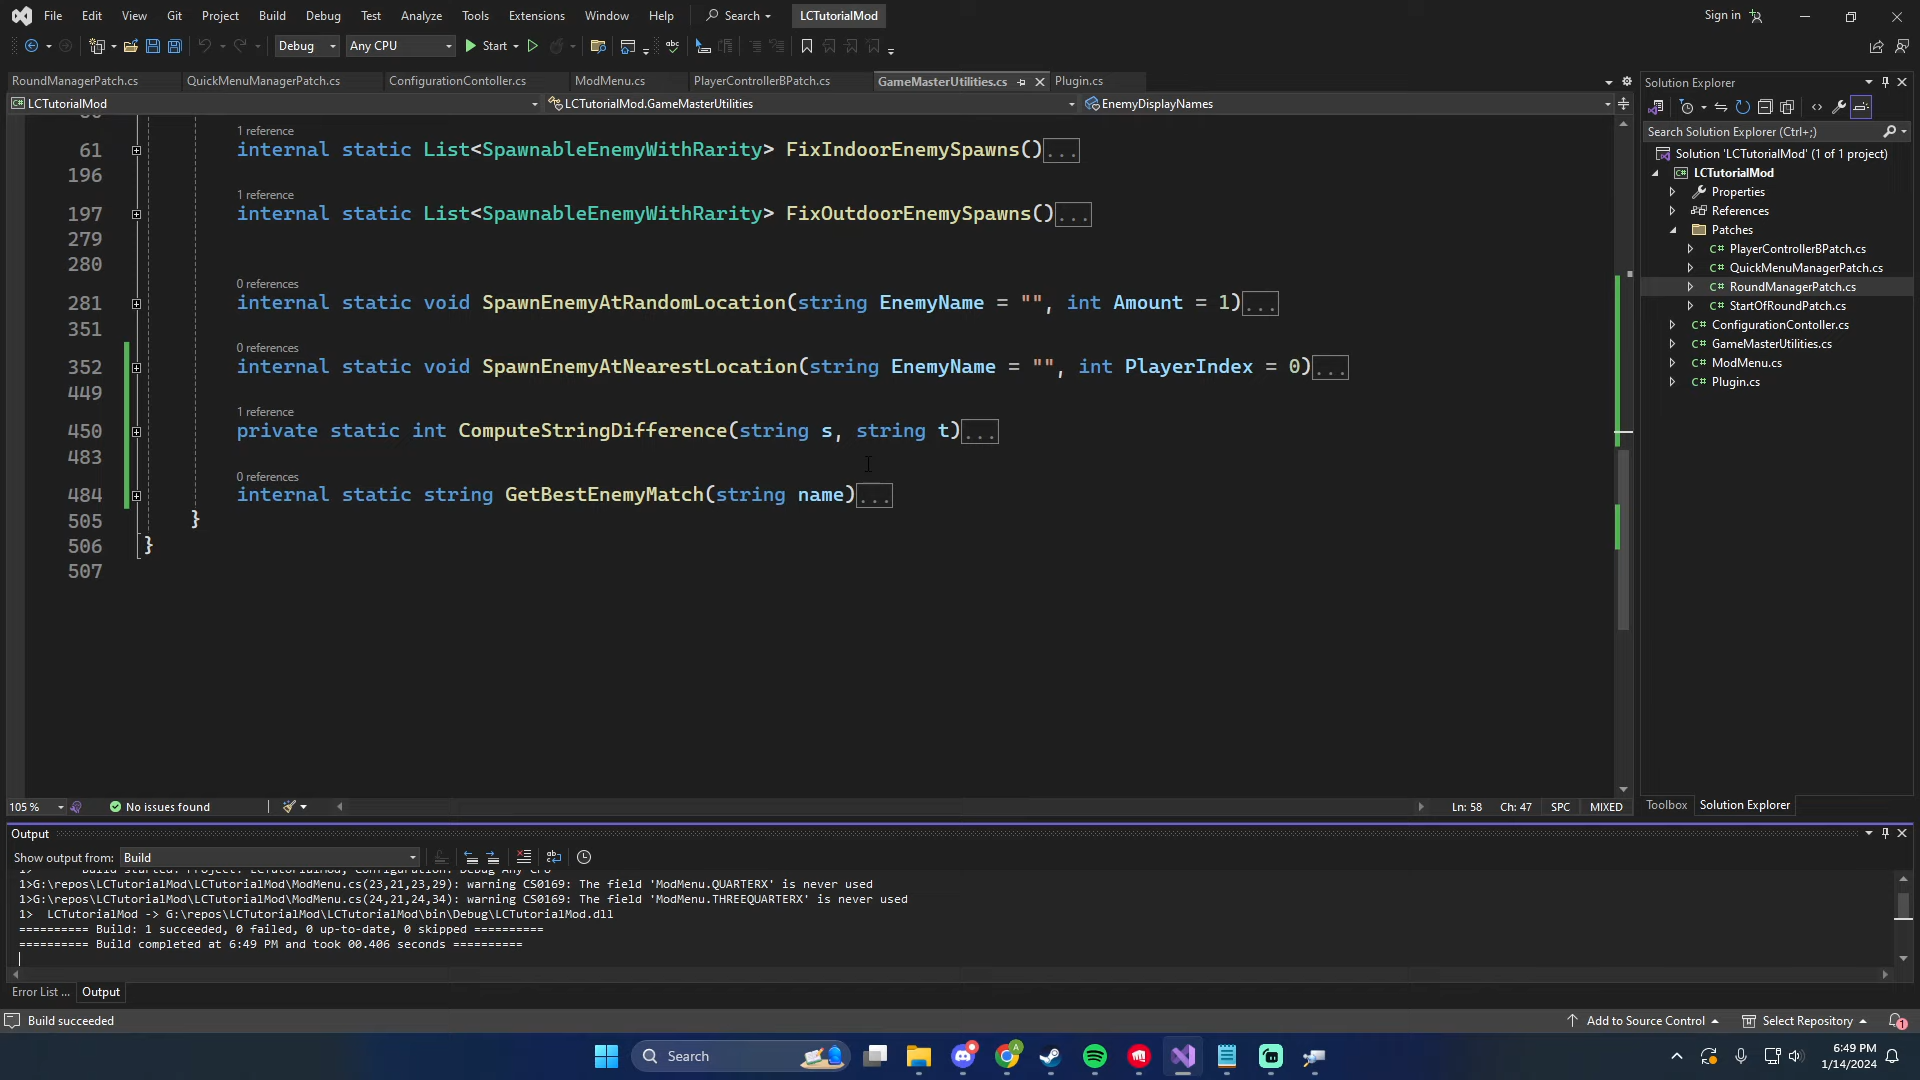 File Edit View Git Project Build Debug Test Analyze Tools Extensions Window Help Search LCTutorialMod Sign in
Debug Any CPU Start
RoundManagerPatch.cs QuickMenuManagerPatch.cs ConfigurationContoller.cs ModMenu.cs PlayerControllerBPatch.cs GameMasterUtilities.cs Plugin.cs
LCTutorialMod LCTutorialMod.GameMasterUtilities EnemyDisplayNames
1 reference
61 internal static List<SpawnableEnemyWithRarity> FixIndoorEnemySpawns()...
196
1 reference
197 internal static List<SpawnableEnemyWithRarity> FixOutdoorEnemySpawns()...
279
280
0 references
281 internal static void SpawnEnemyAtRandomLocation(string EnemyName = "", int Amount = 1)...
351
0 references
352 internal static void SpawnEnemyAtNearestLocation(string EnemyName = "", int PlayerIndex = 0)...
449
1 reference
450 private static int ComputeStringDifference(string s, string t)...
483
0 references
484 internal static string GetBestEnemyMatch(string name)...
505 }
506 }
507
105 % No issues found Ln: 58 Ch: 47 SPC MIXED
Solution Explorer
Search Solution Explorer (Ctrl+;)
Solution 'LCTutorialMod' (1 of 1 project)
LCTutorialMod
Properties
References
Patches
C# PlayerControllerBPatch.cs
C# QuickMenuManagerPatch.cs
C# RoundManagerPatch.cs
C# StartOfRoundPatch.cs
C# ConfigurationContoller.cs
C# GameMasterUtilities.cs
C# ModMenu.cs
C# Plugin.cs
Toolbox Solution Explorer
Output
Show output from: Build
1>G:\repos\LCTutorialMod\LCTutorialMod\ModMenu.cs(23,21,23,29): warning CS0169: The field 'ModMenu.QUARTERX' is never used
1>G:\repos\LCTutorialMod\LCTutorialMod\ModMenu.cs(24,21,24,34): warning CS0169: The field 'ModMenu.THREEQUARTERX' is never used
1> LCTutorialMod -> G:\repos\LCTutorialMod\LCTutorialMod\bin\Debug\LCTutorialMod.dll
========== Build: 1 succeeded, 0 failed, 0 up-to-date, 0 skipped ==========
========== Build completed at 6:49 PM and took 00.406 seconds ==========
Error List ... Output
Build succeeded Add to Source Control Select Repository 1
Search
6:49 PM
1/14/2024